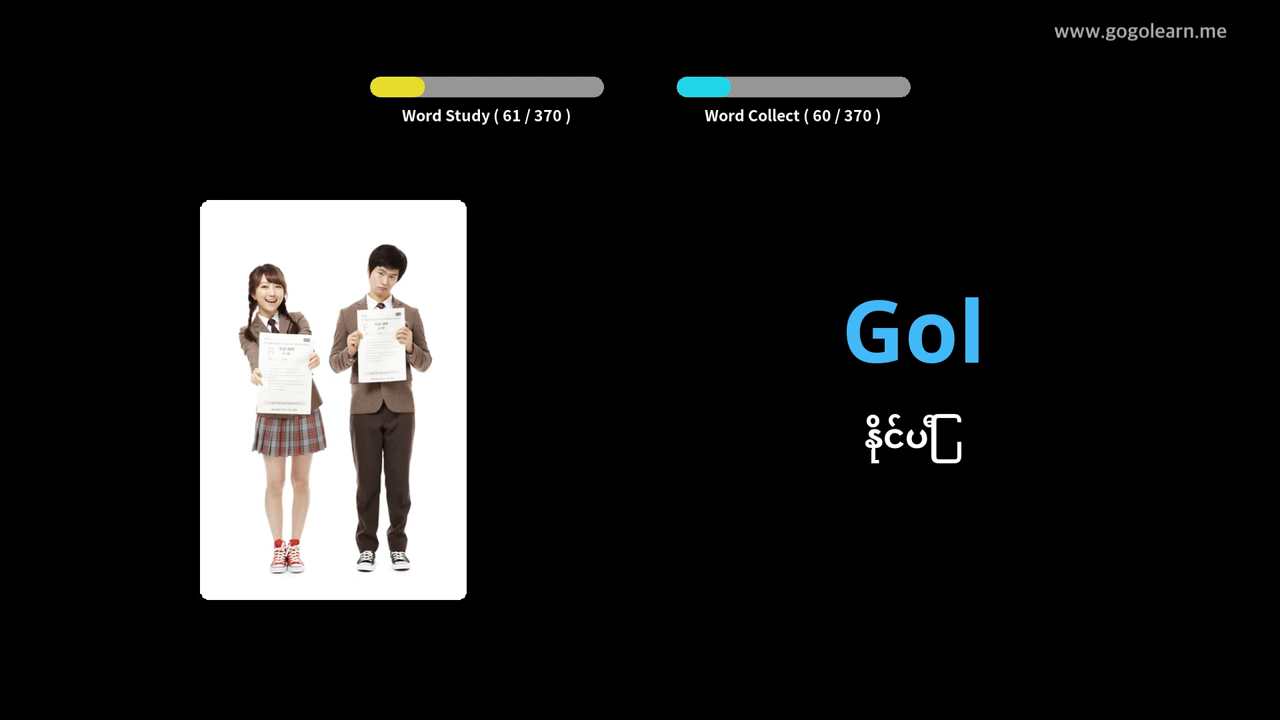 www.gogolearn.me
Word Study ( 61 / 370 )
Word Collect ( 60 / 370 )
Gol
နိုင်ပြီ